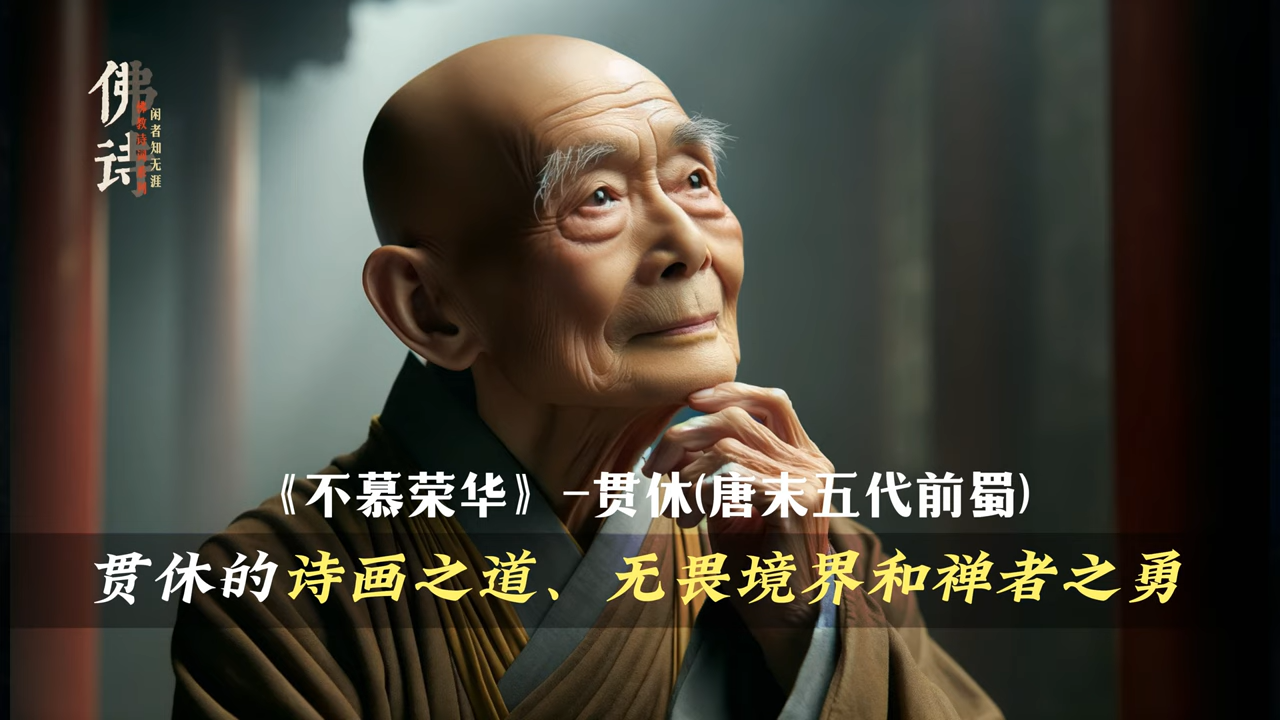 佛诗
闲者知无涯
《不慕荣华》-贯休(唐末五代前蜀)
贯休的诗画之道、无畏境界和禅者之勇